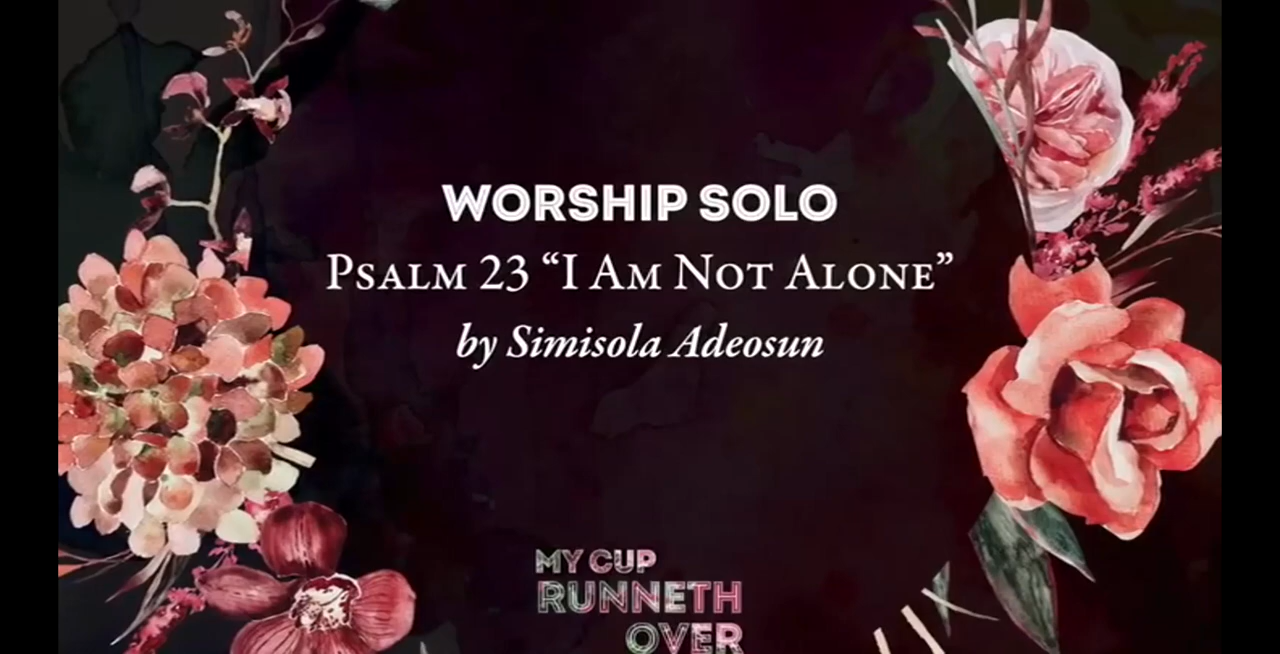 WORSHIP SOLO
PSALM 23 “I AM NOT ALONE”
by Simisola Adeosun
MY CUP
RUNNETH
OVER